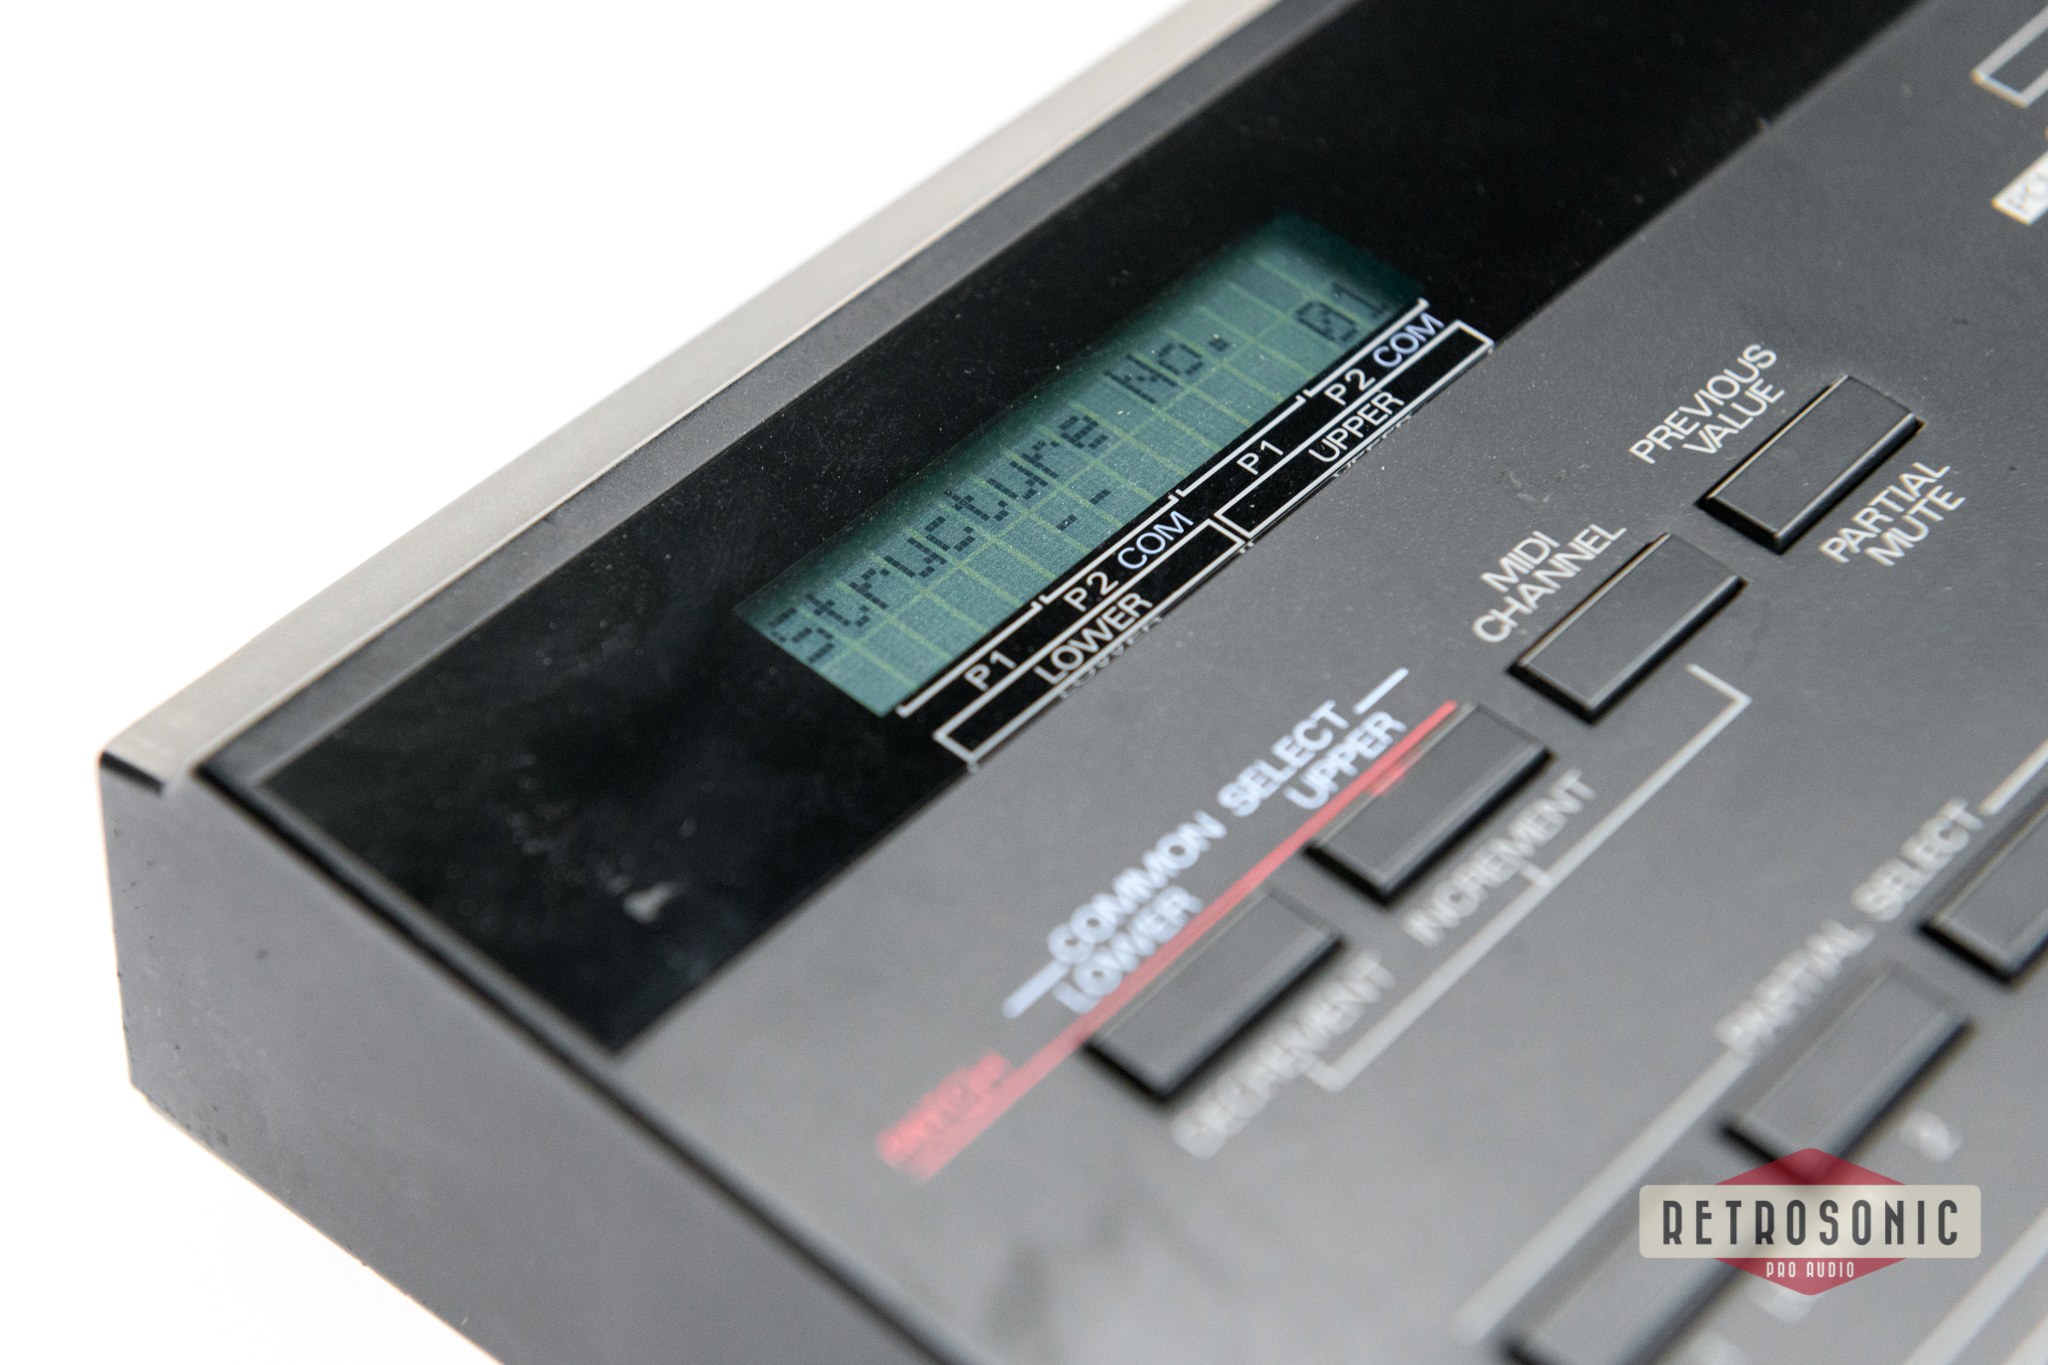 Structure No. 01
--
P1 P2 COM P1 P2 COM
LOWER UPPER
PREVIOUS
VALUE
PARTIAL
MUTE
MIDI
CHANNEL
COMMON SELECT
LOWER UPPER
DECREMENT INCREMENT
PARTIAL SELECT
2
RETROSONIC
PRO AUDIO